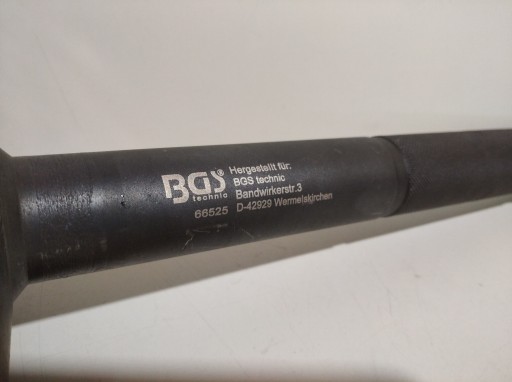 BGS®
technic
66525
Hergestellt für:
BGS technic
Bandwirkerstr.3
D-42929 Wermelskirchen